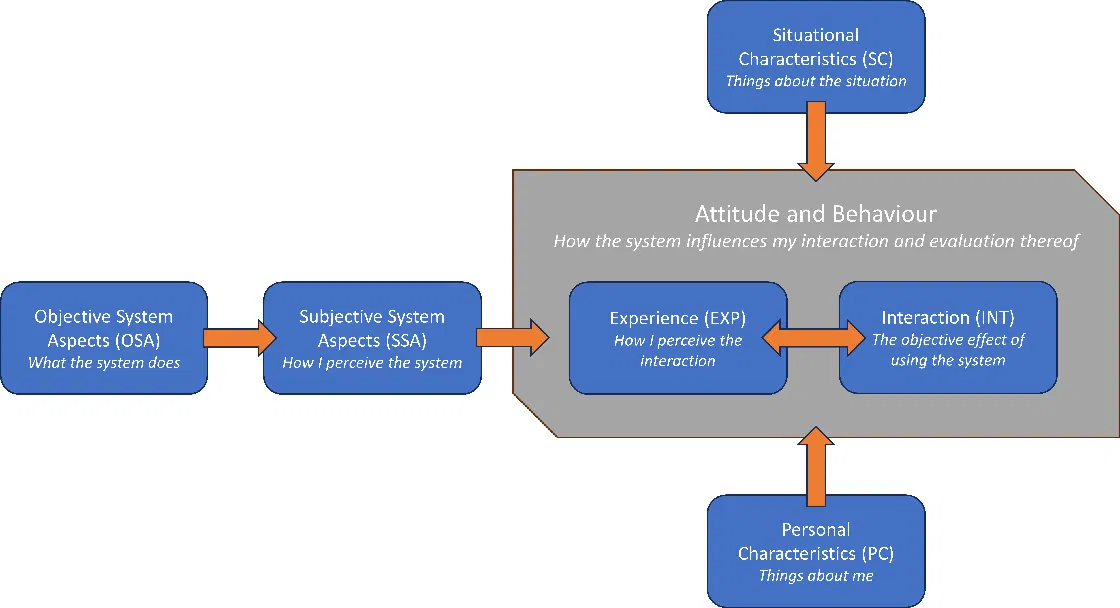 Situational
Characteristics (SC)
Things about the situation
Attitude and Behaviour
How the system influences my interaction and evaluation thereof
Objective System
Aspects (OSA)
What the system does
Subjective System
Aspects (SSA)
How I perceive the system
Experience (EXP)
How I perceive the
interaction
Interaction (INT)
The objective effect of
using the system
Personal
Characteristics (PC)
Things about me